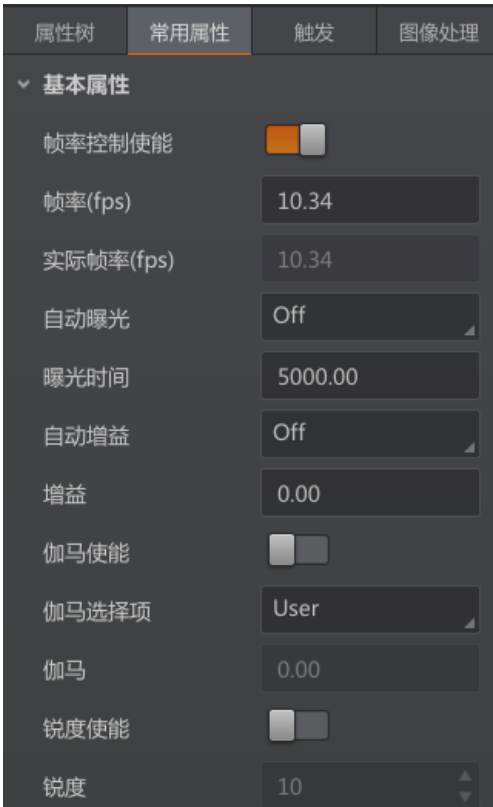 属性树 常用属性 触发 图像处理
基本属性
帧率控制使能
帧率(fps) 10.34
实际帧率(fps) 10.34
自动曝光 Off
曝光时间 5000.00
自动增益 Off
增益 0.00
伽马使能
伽马选择项 User
伽马 0.00
锐度使能
锐度 10